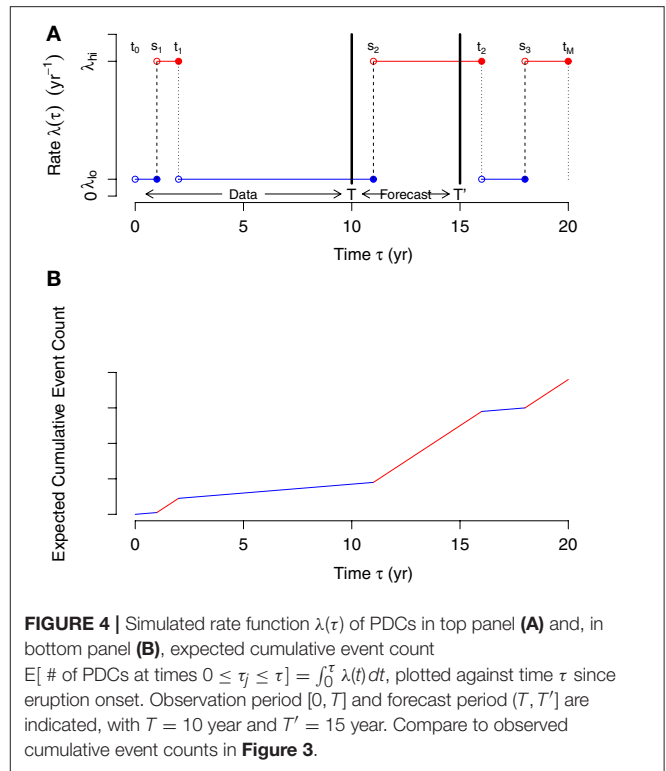 A
t₀ s₁ t₁ s₂ t₂ s₃ t_M
Rate λ(τ) (yr⁻¹)
λhi
λlo
0
Data T Forecast T'
0 5 10 15 20
Time τ (yr)
B
Expected Cumulative Event Count
0 5 10 15 20
Time τ (yr)
FIGURE 4 | Simulated rate function λ(τ) of PDCs in top panel (A) and, in
bottom panel (B), expected cumulative event count
E[ # of PDCs at times 0 ≤ τⱼ ≤ τ ] = ∫₀^τ λ(t) dt, plotted against time τ since
eruption onset. Observation period [0, T] and forecast period (T, T′] are
indicated, with T = 10 year and T′ = 15 year. Compare to observed
cumulative event counts in Figure 3.